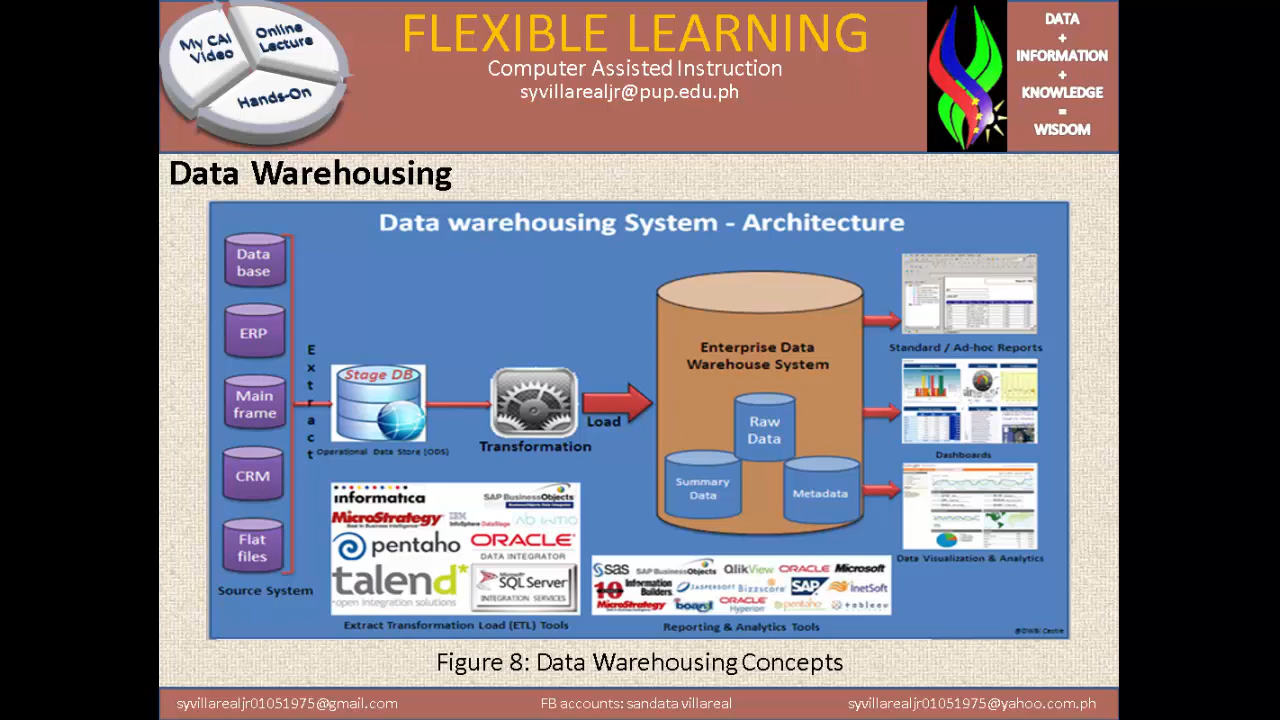 My CAI
Video
Online
Lecture
Hands-On
FLEXIBLE LEARNING
Computer Assisted Instruction
syvillarealjr@pup.edu.ph
DATA
+
INFORMATION
+
KNOWLEDGE
=
WISDOM
Data Warehousing
Data warehousing System - Architecture
Data
base
ERP
Main
frame
CRM
Flat
files
Source System
Extract
Stage DB
Operational Data Store (ODS)
Transformation
Load
Enterprise Data
Warehouse System
Raw
Data
Summary
Data
Metadata
Standard / Ad-hoc Reports
Dashboards
Data Visualization & Analytics
informatica
SAP BusinessObjects
MicroStrategy
IBM
InfoSphere DataStage
Ab Initio
pentaho
ORACLE
DATA INTEGRATOR
talend*
open integration solutions
SQL Server
INTEGRATION SERVICES
Extract Transformation Load (ETL) Tools
sas
SAP BusinessObjects
QlikView
ORACLE
Microsoft
Information
Builders
JASPERSOFT
Bizzscore
SAP
InetSoft
MicroStrategy
board
ORACLE
Hyperion
pentaho
tableau
Reporting & Analytics Tools
@DWBI Castle
Figure 8: Data Warehousing Concepts
syvillarealjr01051975@gmail.com
FB accounts: sandata villareal
syvillarealjr01051975@yahoo.com.ph